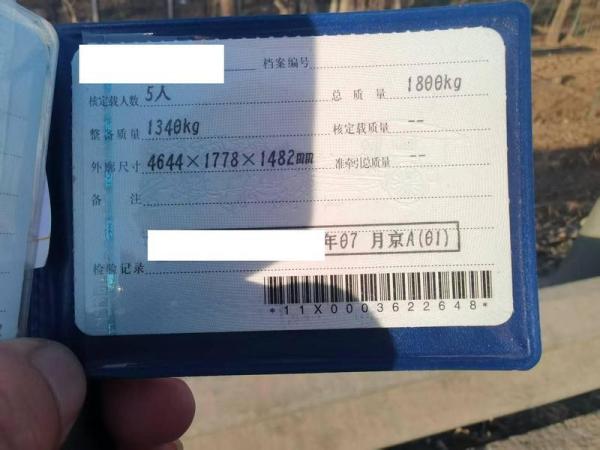 档案编号
核定载人数 5人 总质量 1800kg
整备质量 1340kg 核定载质量 --
外廓尺寸 4644×1778×1482mm 准牵引总质量 --
备注
年07 月京A(01)
检验记录
*11X0003622648*